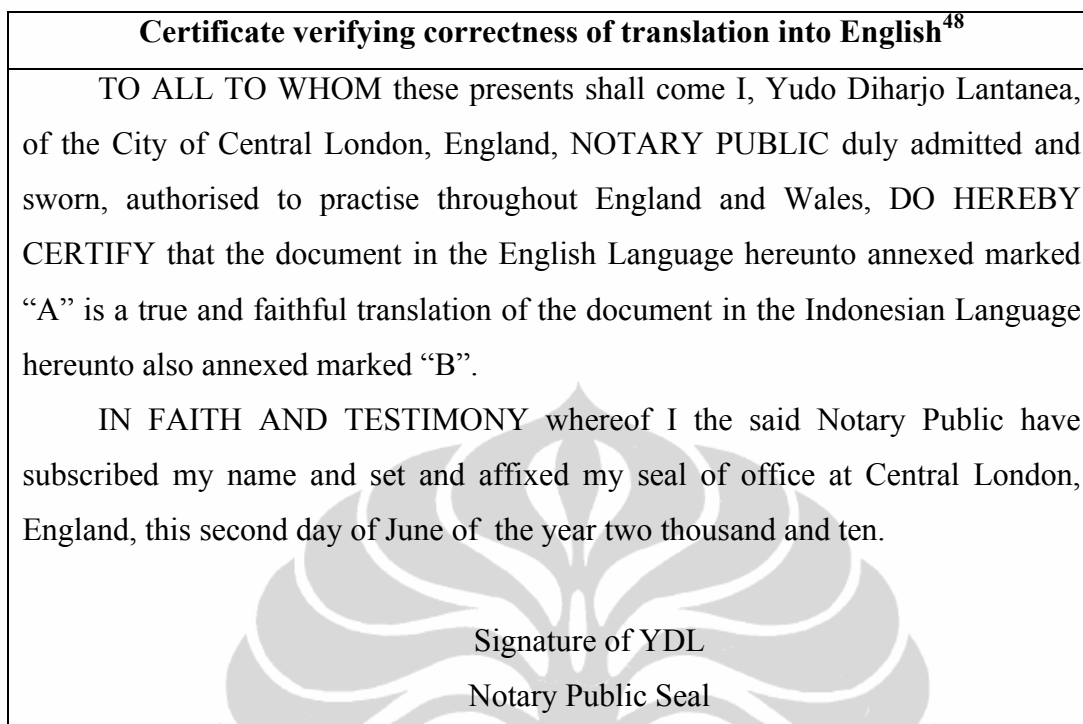 Certificate verifying correctness of translation into English48
TO ALL TO WHOM these presents shall come I, Yudo Diharjo Lantanea,
of the City of Central London, England, NOTARY PUBLIC duly admitted and
sworn, authorised to practise throughout England and Wales, DO HEREBY
CERTIFY that the document in the English Language hereunto annexed marked
“A” is a true and faithful translation of the document in the Indonesian Language
hereunto also annexed marked “B”.
IN FAITH AND TESTIMONY whereof I the said Notary Public have
subscribed my name and set and affixed my seal of office at Central London,
England, this second day of June of the year two thousand and ten.
Signature of YDL
Notary Public Seal